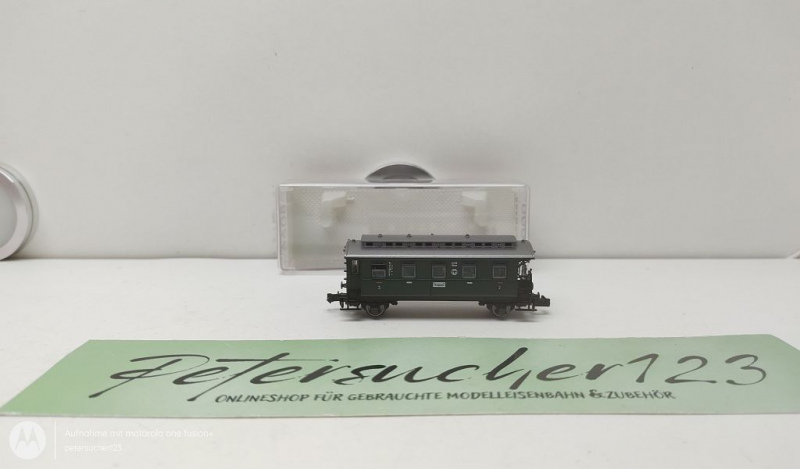 Petersucher123
ONLINESHOP FÜR GEBRAUCHTE MODELLEISENBAHN & ZUBEHÖR
Aufnahme mit motorola one fusion+
petersucher123